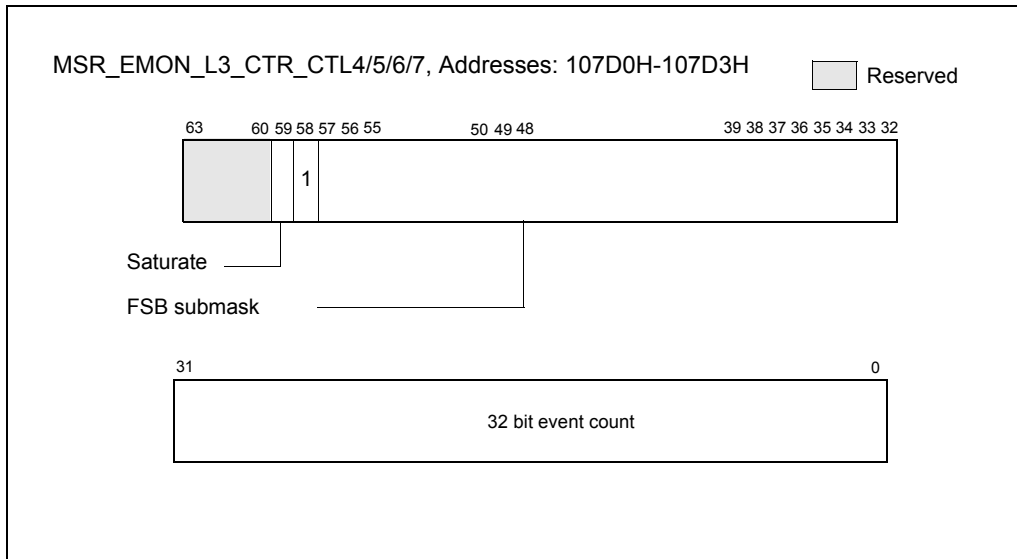 MSR_EMON_L3_CTR_CTL4/5/6/7, Addresses: 107D0H-107D3H
Reserved
63 60 59 58 57 56 55 50 49 48 39 38 37 36 35 34 33 32
1
Saturate
FSB submask
31 0
32 bit event count